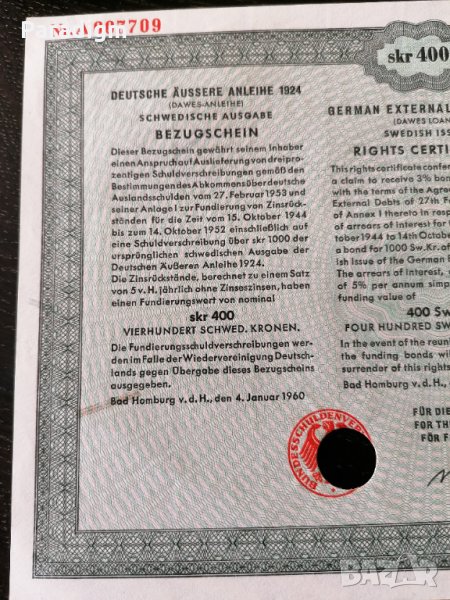 Nr. A 607709
skr 400
DEUTSCHE ÄUSSERE ANLEIHE 1924
(DAWES-ANLEIHE)
SCHWEDISCHE AUSGABE
BEZUGSCHEIN
Dieser Bezugschein gewährt seinem Inhaber
einen Anspruch auf Auslieferung von dreipro-
zentigen Schuldverschreibungen gemäß den
Bestimmungen des Abkommens über deutsche
Auslandsschulden vom 27. Februar 1953 und
seiner Anlage I zur Fundierung von Zinsrück-
ständen für die Zeit vom 15. Oktober 1944
bis zum 14. Oktober 1952 einschließlich auf
eine Schuldverschreibung über skr 1000 der
ursprünglichen schwedischen Ausgabe der
Deutschen Äußeren Anleihe 1924.
Die Zinsrückstände, berechnet zu einem Satz
von 5 v. H. jährlich ohne Zinseszinsen, haben
einen Fundierungswert von nominal
skr 400
VIERHUNDERT SCHWED. KRONEN.
Die Fundierungsschuldverschreibungen wer-
den im Falle der Wiedervereinigung Deutsch-
lands gegen Übergabe dieses Bezugscheins
ausgegeben.
Bad Homburg v. d. H., den 4. Januar 1960
GERMAN EXTERNAL
(DAWES LOAN
SWEDISH ISS
RIGHTS CERTI
This rights certificate confe
a claim to receive 3% bon
with the terms of the Agre
External Debts of 27th F
of Annex I thereto in resp
of arrears of interest for
tober 1944 to 14th October
a bond for 1000 Sw.Kr. of
ish Issue of the German
The arrears of interest,
of 5% per annum simp
funding value of
400 Sw
FOUR HUNDRED SW
In the event of the reun
the funding bonds will
surrender of this rights
Bad Homburg v. d. H.,
FÜR DIE
FOR TH
FÖR F
BUNDESSCHULDENVER
BAZAR.BG